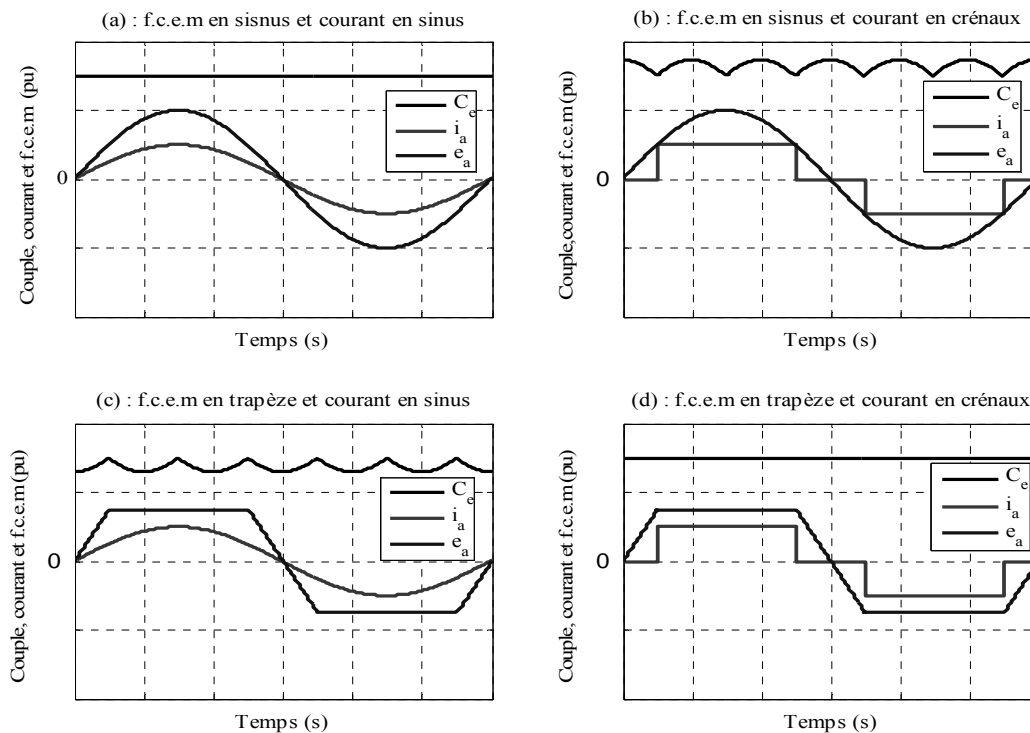 (a) : f.c.e.m en sisnus et courant en sinus
Couple, courant et f.c.e.m (pu)
0
C e
i a
e a
Temps (s)
(b) : f.c.e.m en sisnus et courant en crénaux
Couple,courant et f.c.e.m (pu)
0
C e
i a
e a
Temps (s)
(c) : f.c.e.m en trapèze et courant en sinus
Couple, courant et f.c.e.m (pu)
0
C e
i a
e a
Temps (s)
(d) : f.c.e.m en trapèze et courant en crénaux
Couple, courant et f.c.e.m (pu)
0
C e
i a
e a
Temps (s)